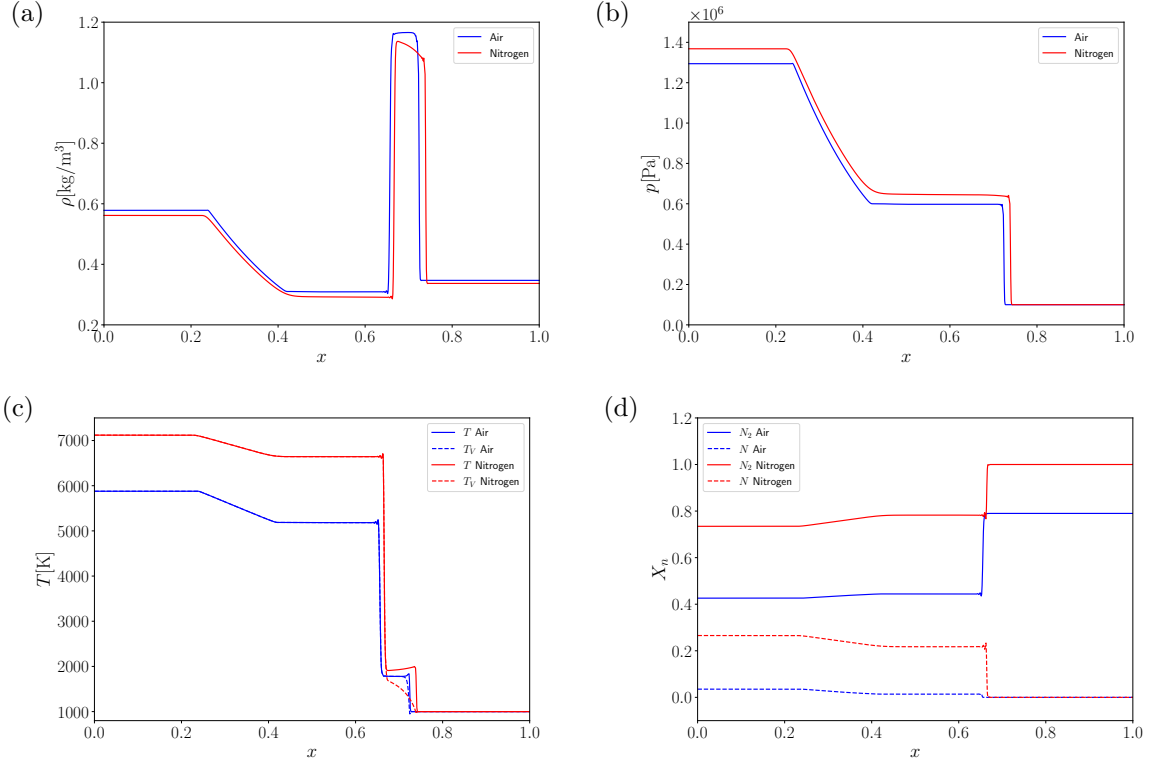 (a)
1.2
1.0
0.8
0.6
0.4
0.2
ρ[kg/m³]
0.0 0.2 0.4 0.6 0.8 1.0
x
Air
Nitrogen
(b)
×10⁶
1.4
1.2
1.0
0.8
0.6
0.4
0.2
0.0
p[Pa]
0.0 0.2 0.4 0.6 0.8 1.0
x
Air
Nitrogen
(c)
7000
6000
5000
4000
3000
2000
1000
T[K]
0.0 0.2 0.4 0.6 0.8 1.0
x
T Air
T_V Air
T Nitrogen
T_V Nitrogen
(d)
1.2
1.0
0.8
0.6
0.4
0.2
0.0
X_n
0.0 0.2 0.4 0.6 0.8 1.0
x
N₂ Air
N Air
N₂ Nitrogen
N Nitrogen